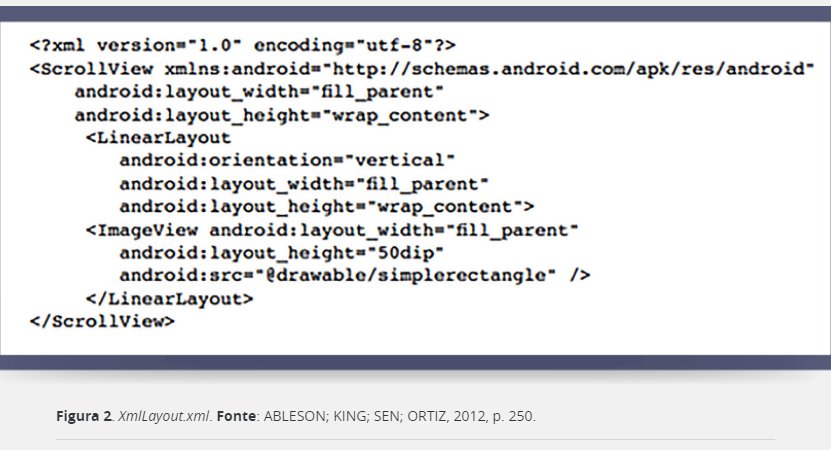 <?xml version="1.0" encoding="utf-8"?>
<ScrollView xmlns:android="http://schemas.android.com/apk/res/android"
android:layout_width="fill_parent"
android:layout_height="wrap_content">
<LinearLayout
android:orientation="vertical"
android:layout_width="fill_parent"
android:layout_height="wrap_content">
<ImageView android:layout_width="fill_parent"
android:layout_height="50dip"
android:src="@drawable/simplerectangle" />
</LinearLayout>
</ScrollView>
Figura 2. XmlLayout.xml. Fonte: ABLESON; KING; SEN; ORTIZ, 2012, p. 250.